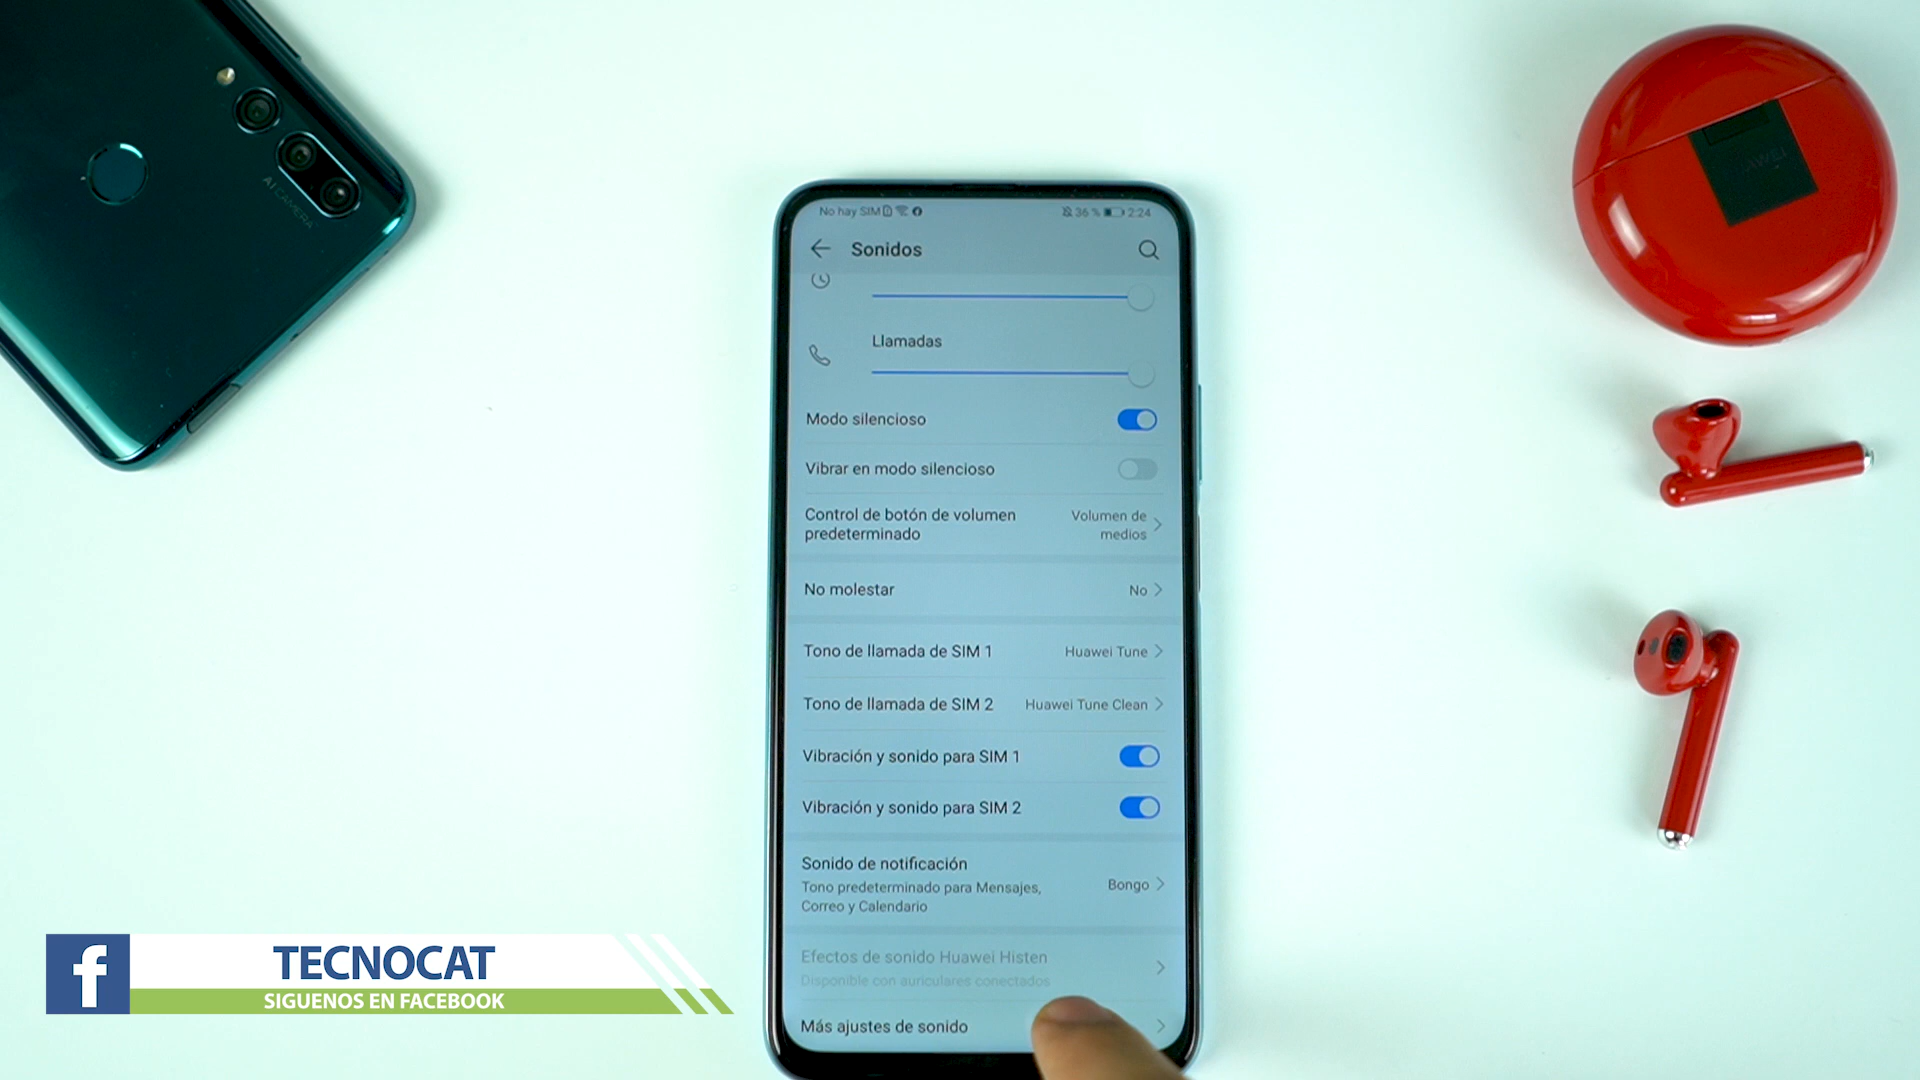 AI CAMERA
HUAWEI
No hay SIM
36 %
2:24
Sonidos
Llamadas
Modo silencioso
Vibrar en modo silencioso
Control de botón de volumen
predeterminado
Volumen de
medios
No molestar
No
Tono de llamada de SIM 1
Huawei Tune
Tono de llamada de SIM 2
Huawei Tune Clean
Vibración y sonido para SIM 1
Vibración y sonido para SIM 2
Sonido de notificación
Tono predeterminado para Mensajes,
Correo y Calendario
Bongo
Efectos de sonido Huawei Histen
Disponible con auriculares conectados
Más ajustes de sonido
f
TECNOCAT
SIGUENOS EN FACEBOOK